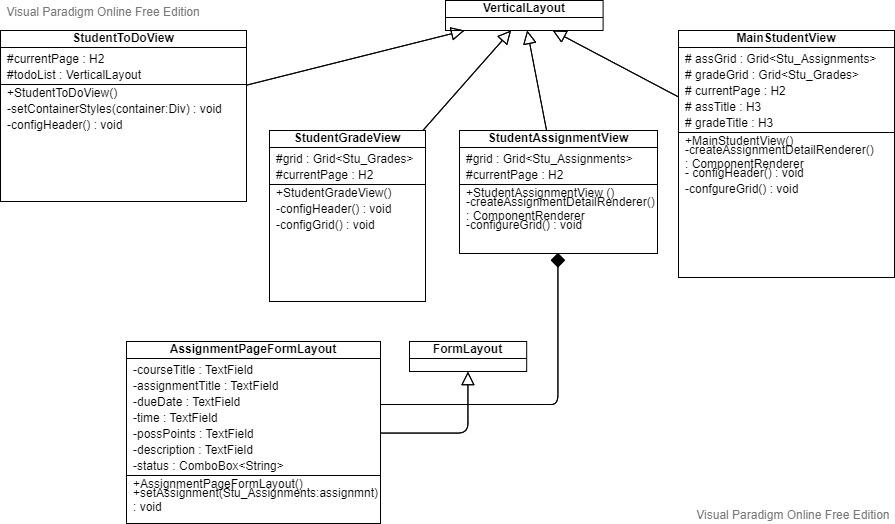 Visual Paradigm Online Free Edition
VerticalLayout
StudentToDoView
#currentPage : H2
#todoList : VerticalLayout
+StudentToDoView()
-setContainerStyles(container:Div) : void
-configHeader() : void
StudentGradeView
#grid : Grid<Stu_Grades>
#currentPage : H2
+StudentGradeView()
-configHeader() : void
-configGrid() : void
StudentAssignmentView
#grid : Grid<Stu_Assignments>
#currentPage : H2
+StudentAssignmentView ()
-createAssignmentDetailRenderer()
: ComponentRenderer
-configureGrid() : void
MainStudentView
# assGrid : Grid<Stu_Assignments>
# gradeGrid : Grid<Stu_Grades>
# currentPage : H2
# assTitle : H3
# gradeTitle : H3
+MainStudentView()
-createAssignmentDetailRenderer()
: ComponentRenderer
- configHeader() : void
-confgureGrid() : void
AssignmentPageFormLayout
-courseTitle : TextField
-assignmentTitle : TextField
-dueDate : TextField
-time : TextField
-possPoints : TextField
-description : TextField
-status : ComboBox<String>
+AssignmentPageFormLayout()
+setAssignment(Stu_Assignments:assignmnt)
: void
FormLayout
Visual Paradigm Online Free Edition